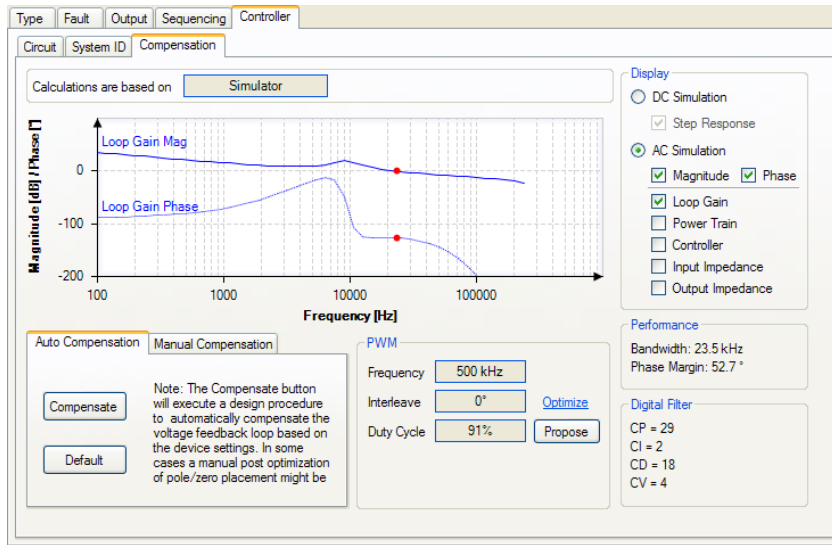 Type Fault Output Sequencing Controller
Circuit System ID Compensation
Calculations are based on Simulator
Magnitude [dB] / Phase [°]
Loop Gain Mag
Loop Gain Phase
0
-100
-200
100 1000 10000 100000
Frequency [Hz]
Display
DC Simulation
Step Response
AC Simulation
Magnitude Phase
Loop Gain
Power Train
Controller
Input Impedance
Output Impedance
Auto Compensation Manual Compensation
Compensate
Default
Note: The Compensate button
will execute a design procedure
to automatically compensate the
voltage feedback loop based on
the device settings. In some
cases a manual post optimization
of pole/zero placement might be
PWM
Frequency 500 kHz
Interleave 0° Optimize
Duty Cycle 91% Propose
Performance
Bandwidth: 23.5 kHz
Phase Margin: 52.7 °
Digital Filter
CP = 29
CI = 2
CD = 18
CV = 4